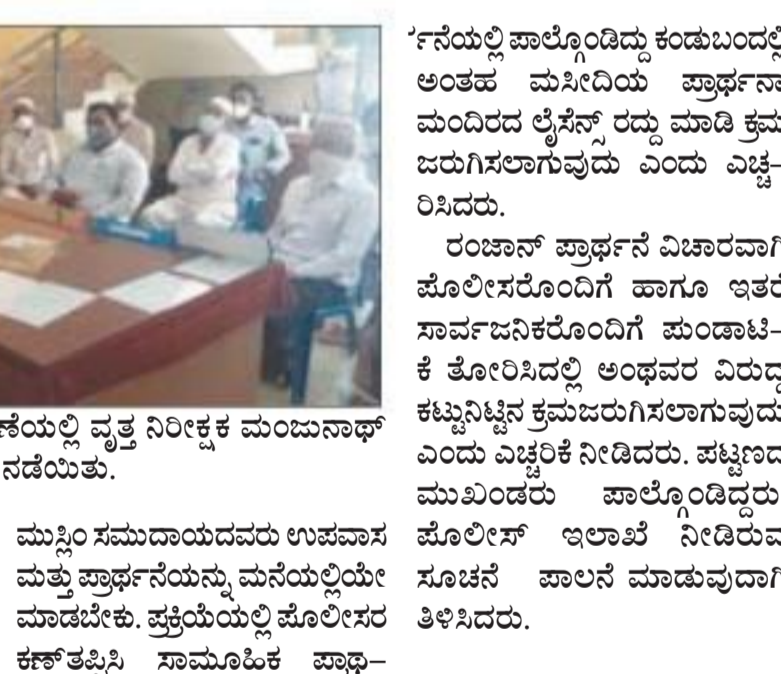 ಣೆಯಲ್ಲಿ ವೃತ್ತ ನಿರೀಕ್ಷಕ ಮಂಜುನಾಥ್
ನಡೆಯಿತು.
ಮುಸ್ಲಿಂ ಸಮುದಾಯದವರು ಉಪವಾಸ
ಮತ್ತು ಪ್ರಾರ್ಥನೆಯನ್ನು ಮನೆಯಲ್ಲಿಯೇ
ಮಾಡಬೇಕು. ಪ್ರಕ್ರಿಯೆಯಲ್ಲಿ ಪೊಲೀಸರ
ಕಣ್‌ತಪ್ಪಿಸಿ ಸಾಮೂಹಿಕ ಪ್ರಾರ್ಥ–
ನೆಯಲ್ಲಿ ಪಾಲ್ಗೊಂಡಿದ್ದು ಕಂಡುಬಂದಲ್ಲಿ
ಅಂತಹ ಮಸೀದಿಯ ಪ್ರಾರ್ಥನಾ
ಮಂದಿರದ ಲೈಸೆನ್ಸ್ ರದ್ದು ಮಾಡಿ ಕ್ರಮ
ಜರುಗಿಸಲಾಗುವುದು ಎಂದು ಎಚ್ಚ–
ರಿಸಿದರು.
ರಂಜಾನ್ ಪ್ರಾರ್ಥನೆ ವಿಚಾರವಾಗಿ
ಪೊಲೀಸರೊಂದಿಗೆ ಹಾಗೂ ಇತರೆ
ಸಾರ್ವಜನಿಕರೊಂದಿಗೆ ಪುಂಡಾಟಿ–
ಕೆ ತೋರಿಸಿದಲ್ಲಿ ಅಂಥವರ ವಿರುದ್ಧ
ಕಟ್ಟುನಿಟ್ಟಿನ ಕ್ರಮಜರುಗಿಸಲಾಗುವುದು
ಎಂದು ಎಚ್ಚರಿಕೆ ನೀಡಿದರು. ಪಟ್ಟಣದ
ಮುಖಂಡರು ಪಾಲ್ಗೊಂಡಿದ್ದರು
ಪೊಲೀಸ್ ಇಲಾಖೆ ನೀಡಿರುವ
ಸೂಚನೆ ಪಾಲನೆ ಮಾಡುವುದಾಗಿ
ತಿಳಿಸಿದರು.